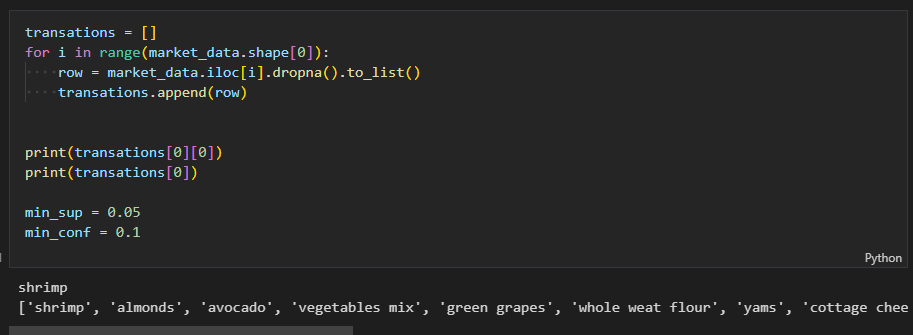 transations = []
for i in range(market_data.shape[0]):
    row = market_data.iloc[i].dropna().to_list()
    transations.append(row)
print(transations[0][0])
print(transations[0])
min_sup = 0.05
min_conf = 0.1
Python
shrimp
['shrimp', 'almonds', 'avocado', 'vegetables mix', 'green grapes', 'whole weat flour', 'yams', 'cottage chee